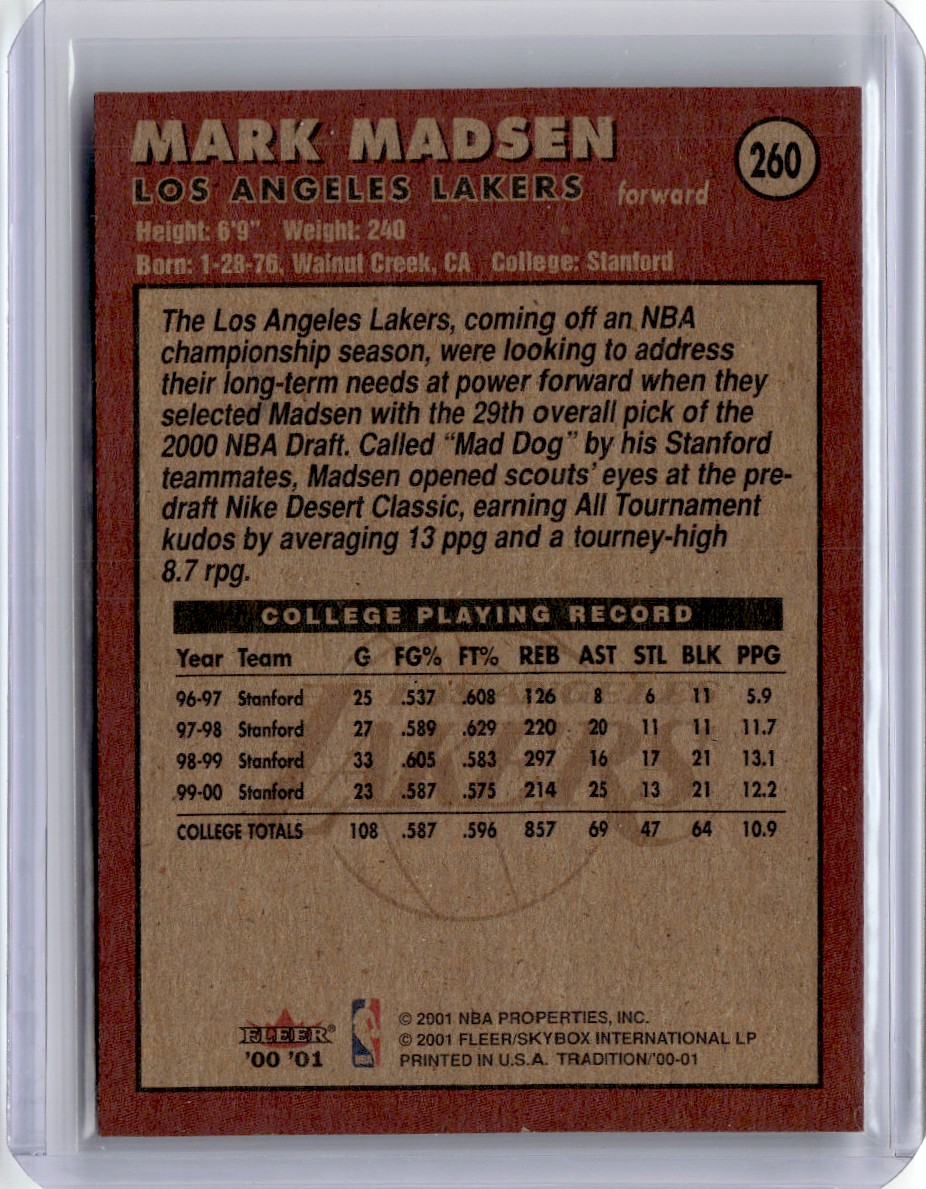 MARK MADSEN
260
LOS ANGELES LAKERS forward
Height: 6'9" Weight: 240
Born: 1-28-76, Walnut Creek, CA College: Stanford
The Los Angeles Lakers, coming off an NBA
championship season, were looking to address
their long-term needs at power forward when they
selected Madsen with the 29th overall pick of the
2000 NBA Draft. Called "Mad Dog" by his Stanford
teammates, Madsen opened scouts' eyes at the pre-
draft Nike Desert Classic, earning All Tournament
kudos by averaging 13 ppg and a tourney-high
8.7 rpg.
COLLEGE PLAYING RECORD
Year Team G FG% FT% REB AST STL BLK PPG
96-97 Stanford 25 .537 .608 126 8 6 11 5.9
97-98 Stanford 27 .589 .629 220 20 11 11 11.7
98-99 Stanford 33 .605 .583 297 16 17 21 13.1
99-00 Stanford 23 .587 .575 214 25 13 21 12.2
COLLEGE TOTALS 108 .587 .596 857 69 47 64 10.9
FLEER®
'00 '01
NBA
© 2001 NBA PROPERTIES, INC.
© 2001 FLEER/SKYBOX INTERNATIONAL LP
PRINTED IN U.S.A. TRADITION/'00-01